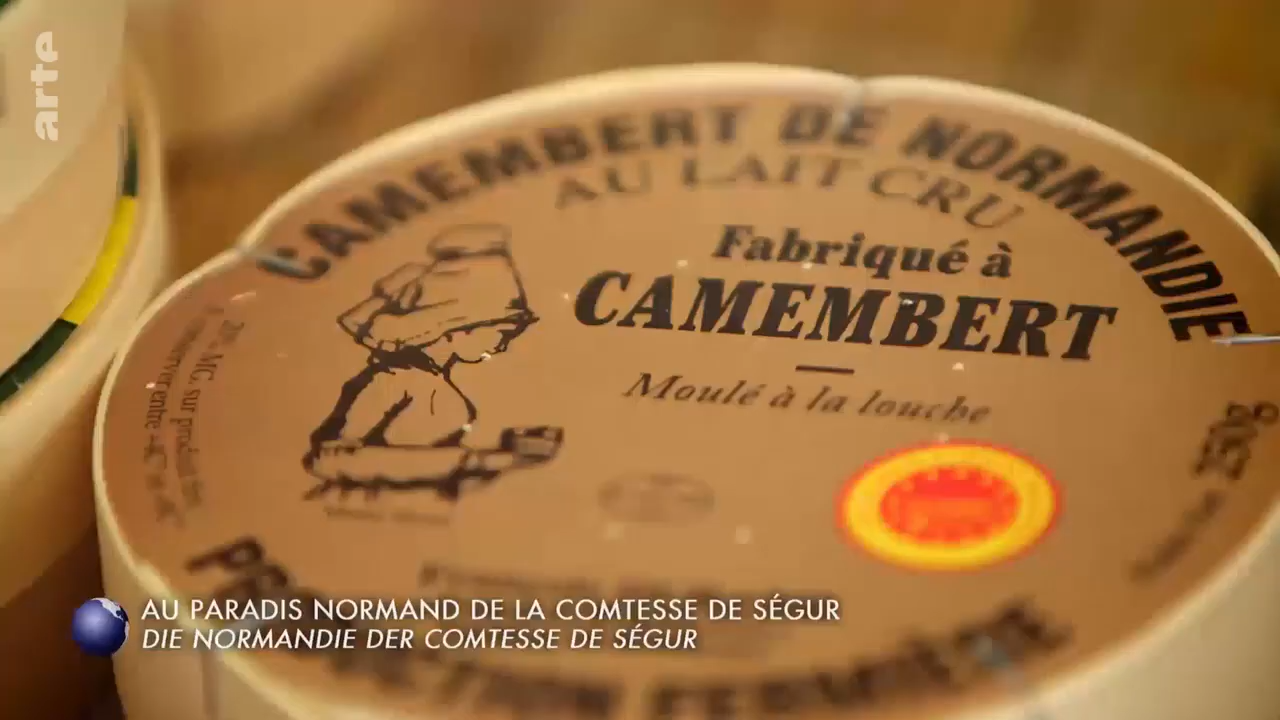 arte
CAMEMBERT DE NORMANDIE
AU LAIT CRU
Fabriqué à
CAMEMBERT
Moulé à la louche
250g
AU PARADIS NORMAND DE LA COMTESSE DE SÉGUR
DIE NORMANDIE DER COMTESSE DE SÉGUR